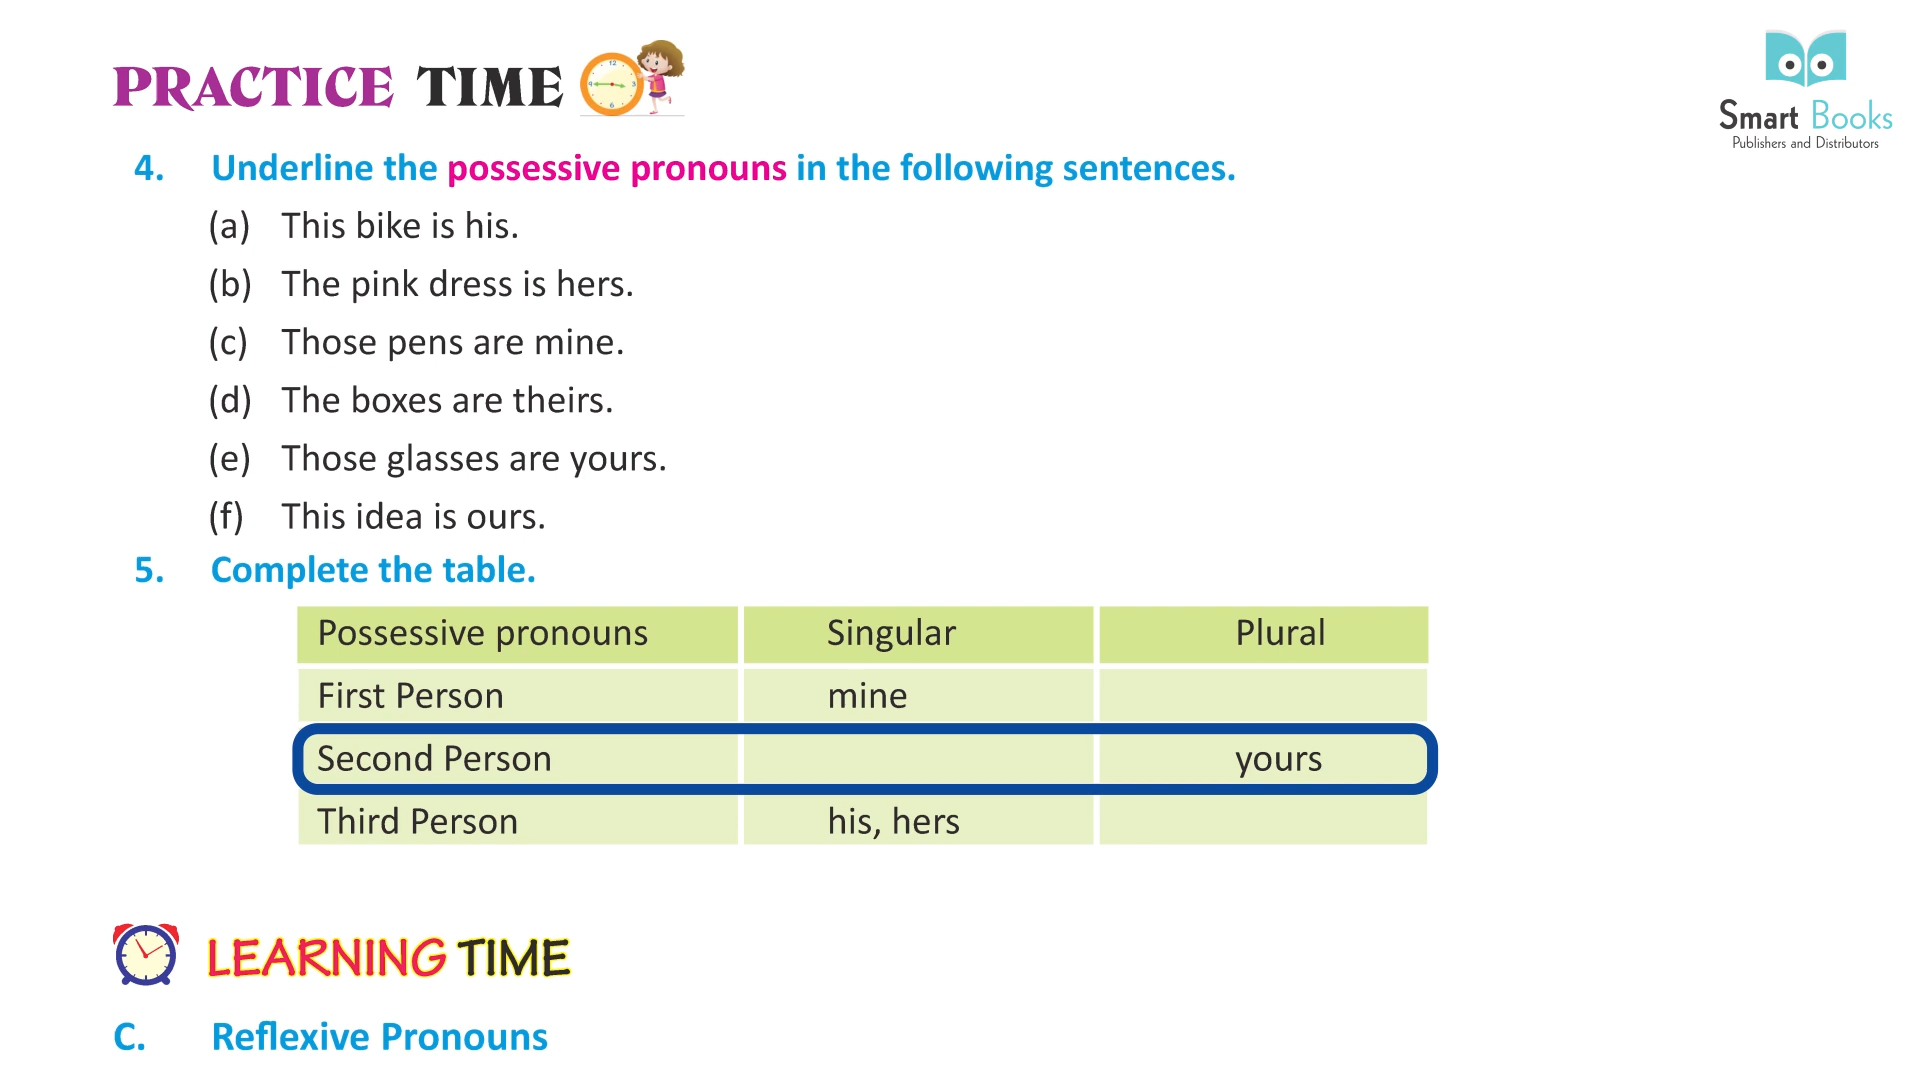 PRACTICE TIME
Smart Books
Publishers and Distributors
4. Underline the possessive pronouns in the following sentences.
(a) This bike is his.
(b) The pink dress is hers.
(c) Those pens are mine.
(d) The boxes are theirs.
(e) Those glasses are yours.
(f) This idea is ours.
5. Complete the table.
Possessive pronouns Singular Plural
First Person mine
Second Person yours
Third Person his, hers
LEARNING TIME
C. Reflexive Pronouns